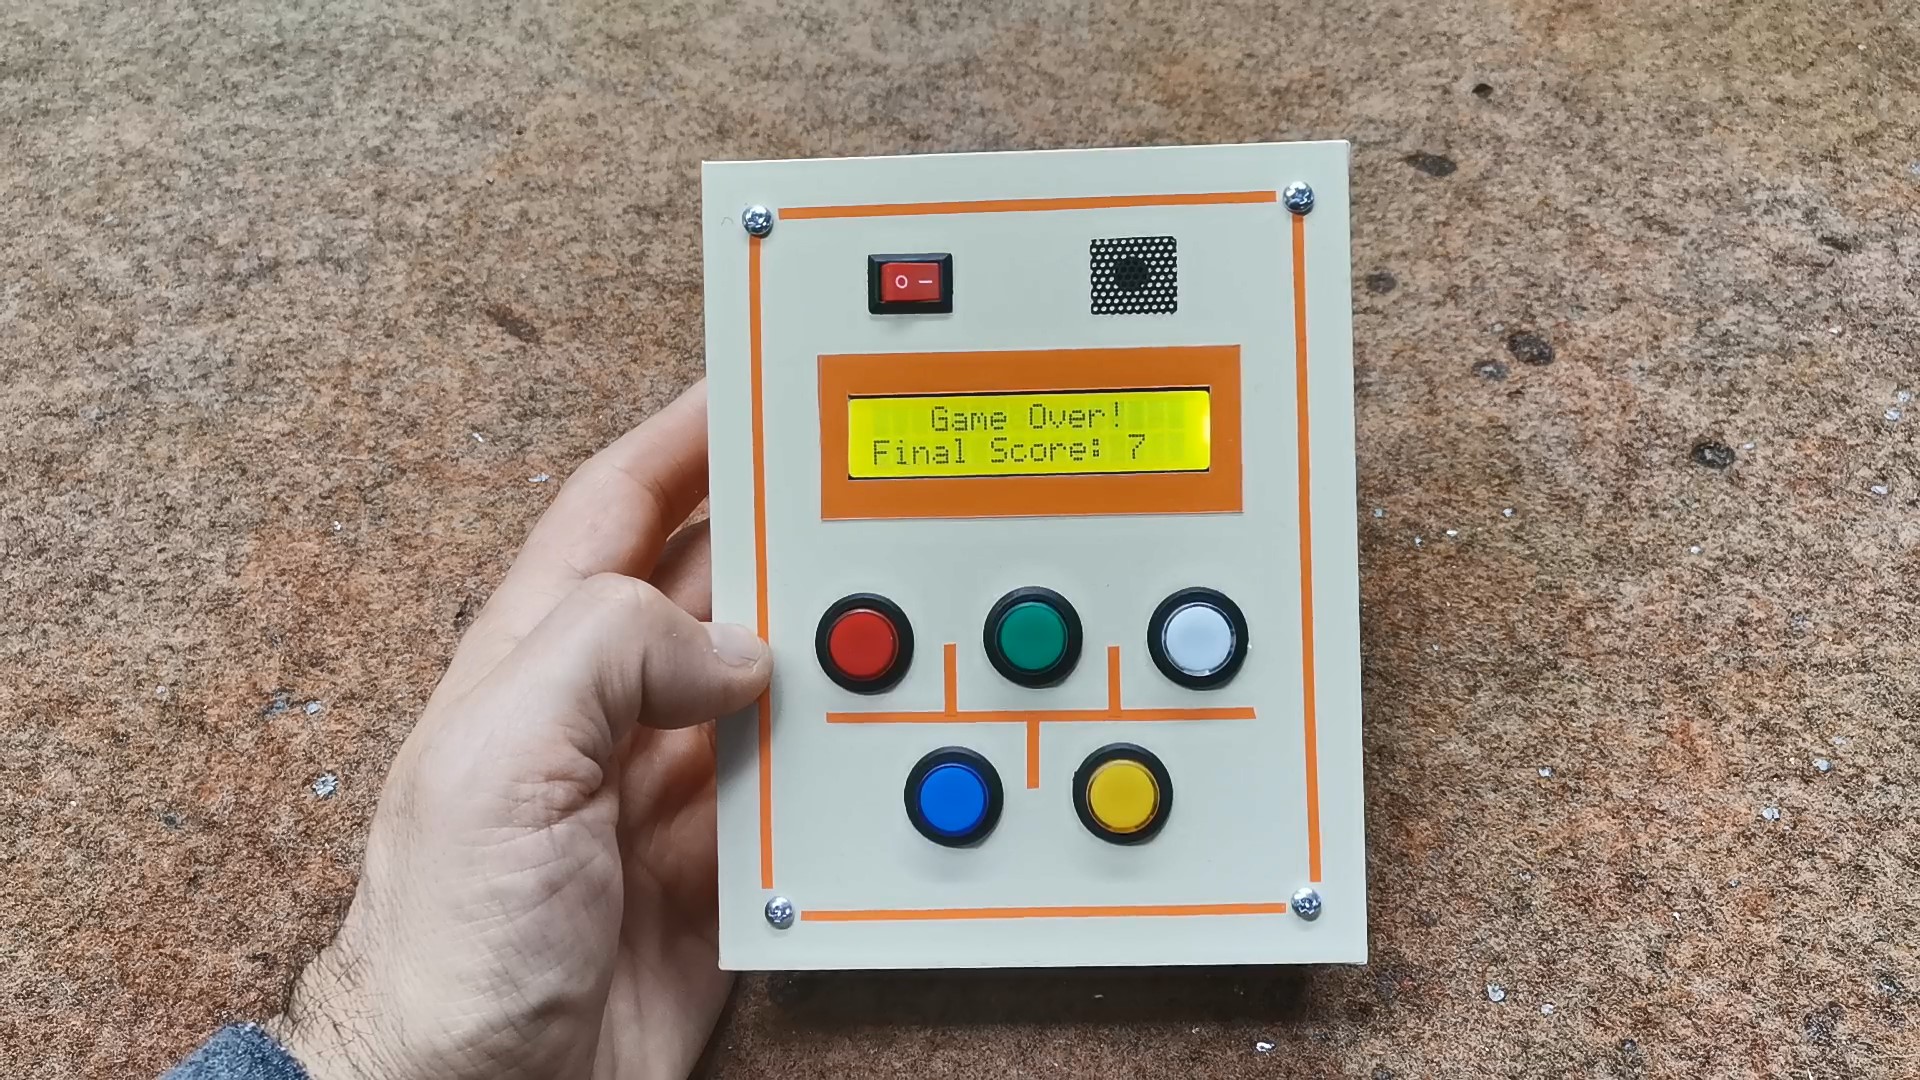 O —
Game Over!
Final Score: 7